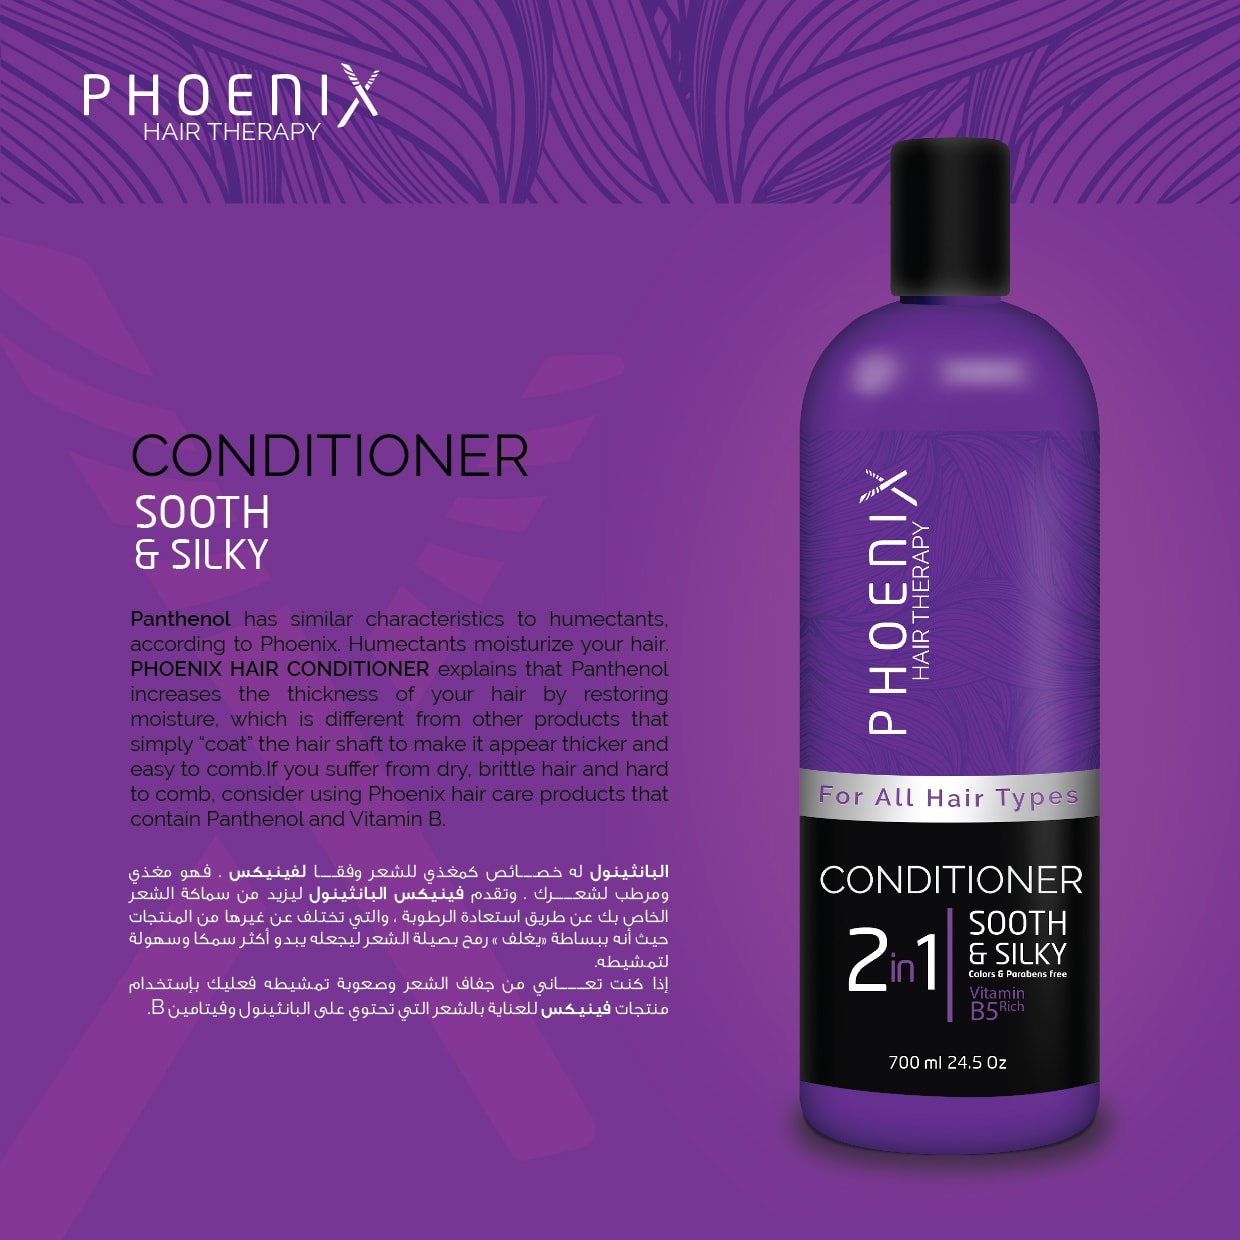 PHOENIX
HAIR THERAPY
CONDITIONER
SOOTH
& SILKY
Panthenol has similar characteristics to humectants,
according to Phoenix. Humectants moisturize your hair.
PHOENIX HAIR CONDITIONER explains that Panthenol
increases the thickness of your hair by restoring
moisture, which is different from other products that
simply “coat” the hair shaft to make it appear thicker and
easy to comb.If you suffer from dry, brittle hair and hard
to comb, consider using Phoenix hair care products that
contain Panthenol and Vitamin B.
البانثينول له خصـــائص كمغذي للشعر وفقـــا لفينيكس . فهو مغذي
ومرطب لشعــــرك . وتقدم فينيكس البانثينول ليزيد من سماكة الشعر
الخاص بك عن طريق استعادة الرطوبة ، والتي تختلف عن غيرها من المنتجات
حيث أنه ببساطة «يغلف » رمح بصيلة الشعر ليجعله يبدو أكثر سمكا وسهولة
لتمشيطه.
إذا كنت تعــــاني من جفاف الشعر وصعوبة تمشيطه فعليك بإستخدام
منتجات فينيكس للعناية بالشعر التي تحتوي على البانثينول وفيتامين B.
PHOENIX
HAIR THERAPY
For All Hair Types
CONDITIONER
2in1
SOOTH
& SILKY
Colors & Parabens free
Vitamin
B5 Rich
700 ml 24.5 Oz